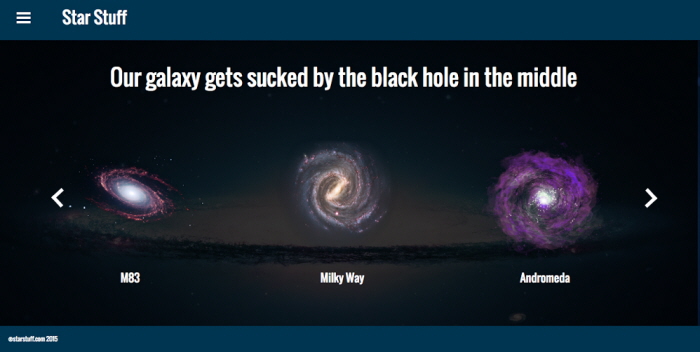 Star Stuff
Our galaxy gets sucked by the black hole in the middle
M83
Milky Way
Andromeda
©starstuff.com 2015